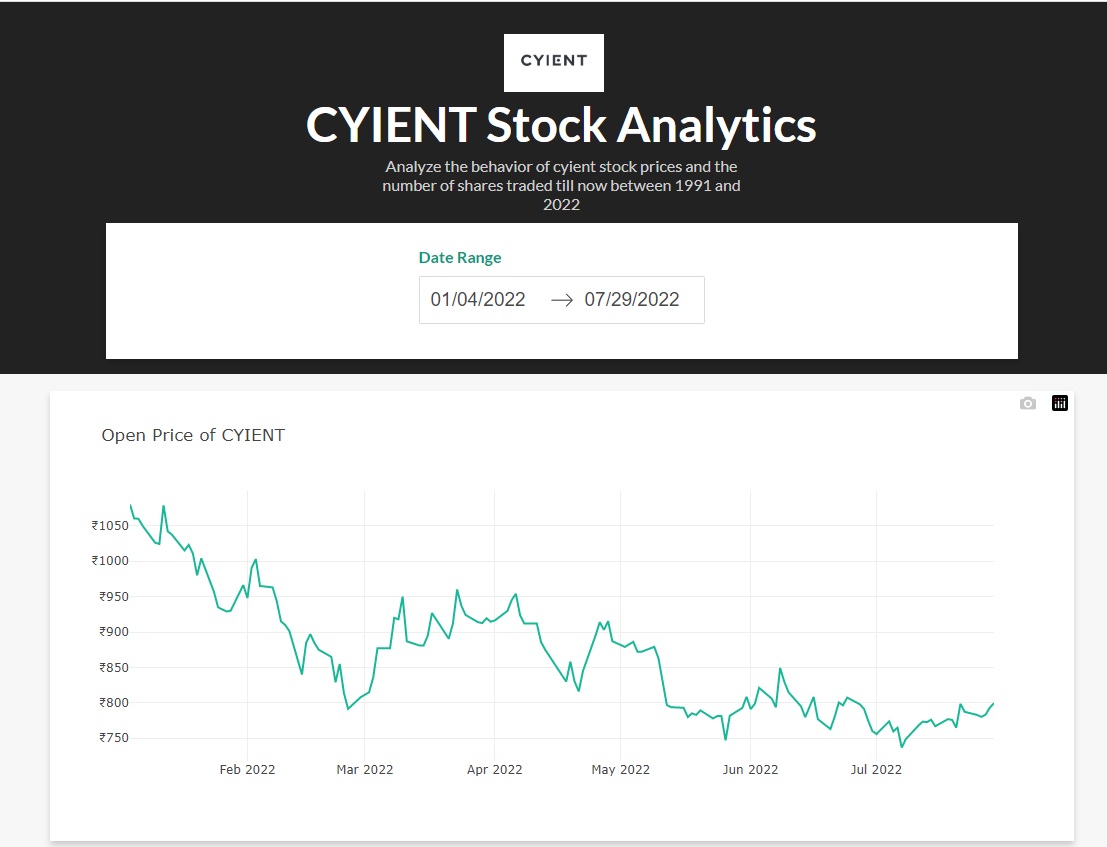 CYIENT
CYIENT Stock Analytics
Analyze the behavior of cyient stock prices and the
number of shares traded till now between 1991 and
2022
Date Range
01/04/2022 → 07/29/2022
Open Price of CYIENT
₹1050
₹1000
₹950
₹900
₹850
₹800
₹750
Feb 2022 Mar 2022 Apr 2022 May 2022 Jun 2022 Jul 2022